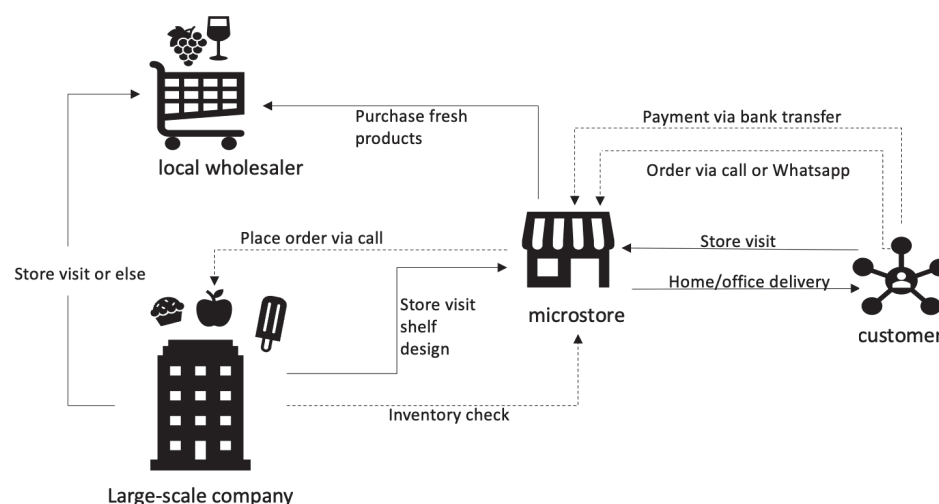 Purchase fresh
products
Payment via bank transfer
local wholesaler
Order via call or Whatsapp
Place order via call
Store visit
Store visit or else
Home/office delivery
Store visit
shelf
design
microstore
customer
Inventory check
Large-scale company